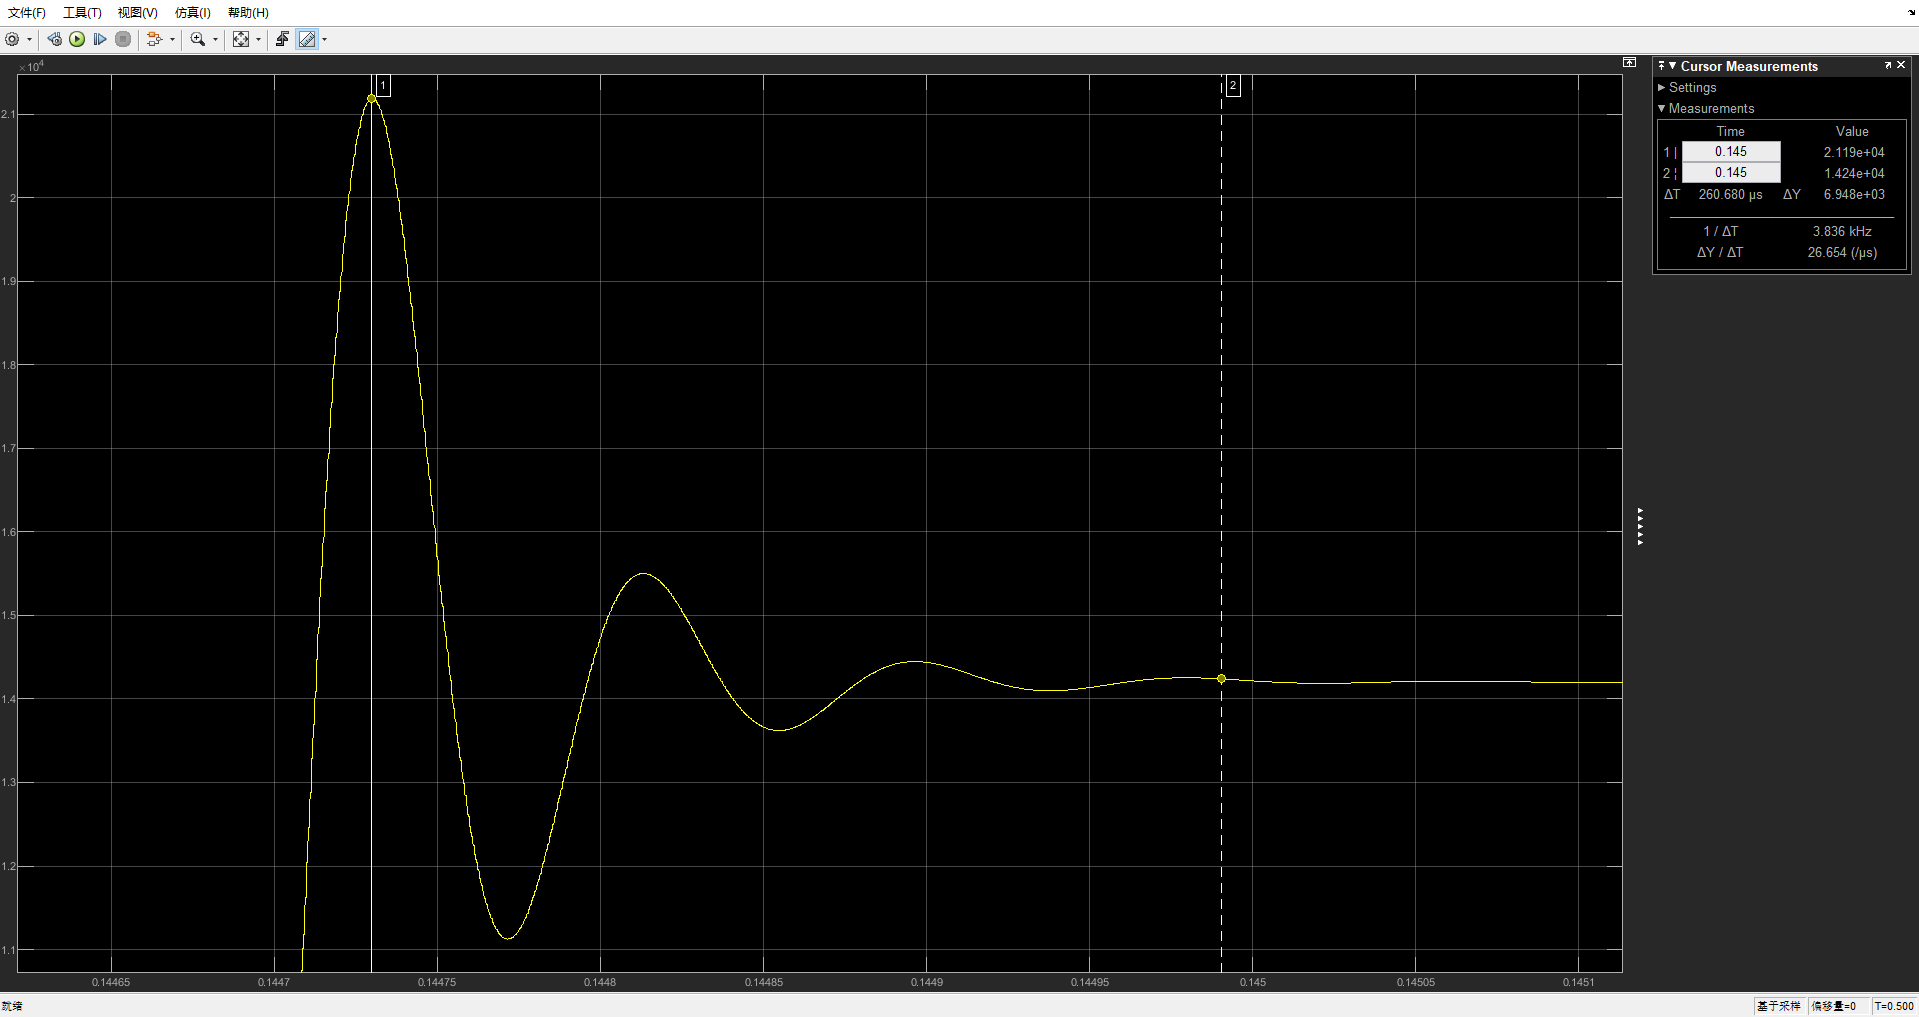 文件(F) 工具(T) 视图(V) 仿真(I) 帮助(H)
×10⁴
1
2
2.1
2
1.9
1.8
1.7
1.6
1.5
1.4
1.3
1.2
1.1
0.14465 0.1447 0.14475 0.1448 0.14485 0.1449 0.14495 0.145 0.14505 0.1451
Cursor Measurements
Settings
Measurements
Time Value
1 | 0.145 2.119e+04
2 ¦ 0.145 1.424e+04
ΔT 260.680 µs ΔY 6.948e+03
1 / ΔT 3.836 kHz
ΔY / ΔT 26.654 (/µs)
就绪 基于采样 偏移量=0 T=0.500